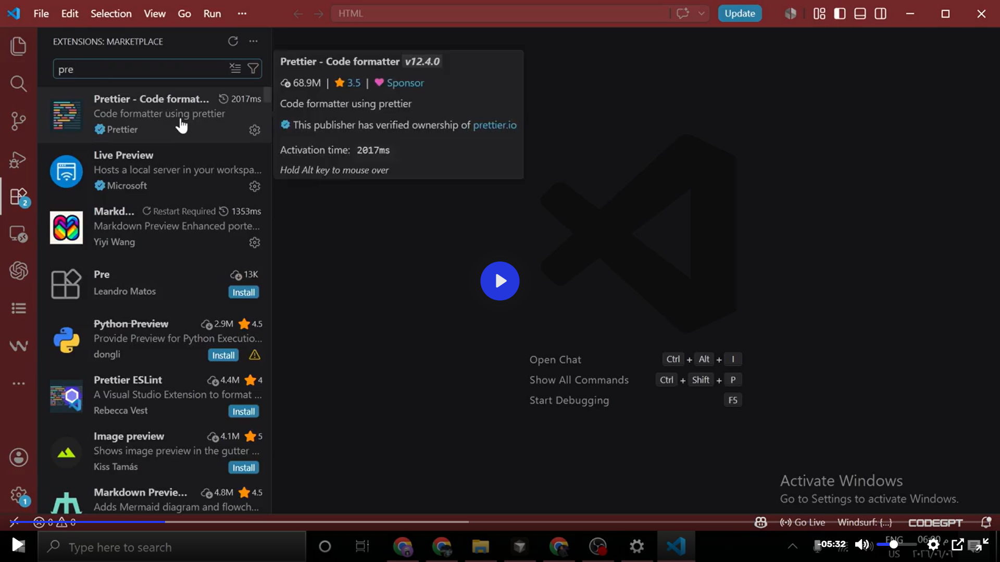 File Edit Selection View Go Run ···
HTML
Update
EXTENSIONS: MARKETPLACE
pre
Prettier - Code format... 2017ms
Code formatter using prettier
Prettier
Live Preview
Hosts a local server in your workspa...
Microsoft
Markd... Restart Required 1353ms
Markdown Preview Enhanced porte...
Yiyi Wang
Pre 13K
Leandro Matos Install
Python Preview 2.9M 4.5
Provide Preview for Python Executio...
dongli Install
Prettier ESLint 4.4M 4
A Visual Studio Extension to format ...
Rebecca Vest Install
Image preview 4.1M 5
Shows image preview in the gutter ...
Kiss Tamás Install
Markdown Previe... 4.8M 4.5
Adds Mermaid diagram and flowch...
2
1
Prettier - Code formatter v12.4.0
68.9M | 3.5 | Sponsor
Code formatter using prettier
This publisher has verified ownership of prettier.io
Activation time: 2017ms
Hold Alt key to mouse over
Open Chat Ctrl + Alt + I
Show All Commands Ctrl + Shift + P
Start Debugging F5
Activate Windows
Go to Settings to activate Windows.
0 0
Go Live Windsurf: {...} CODEGPT
Type here to search
-05:32
ENG
US